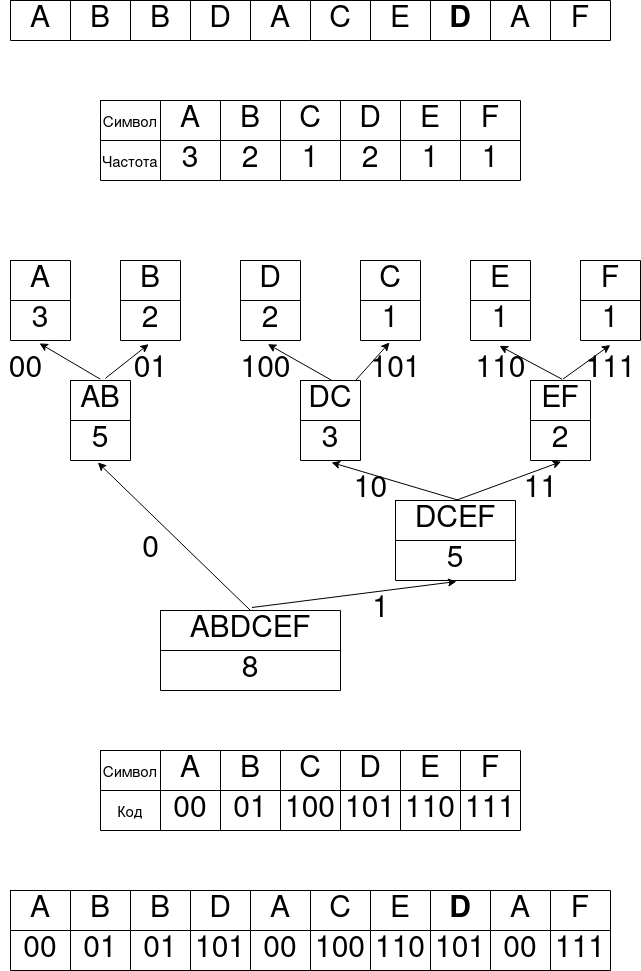 A B B D A C E D A F
Символ A B C D E F
Частота 3 2 1 2 1 1
A B D C E F
3 2 2 1 1 1
00 01 100 101 110 111
AB DC EF
5 3 2
10 11
DCEF
0 5
1
ABDCEF
8
Символ A B C D E F
Код 00 01 100 101 110 111
A B B D A C E D A F
00 01 01 101 00 100 110 101 00 111